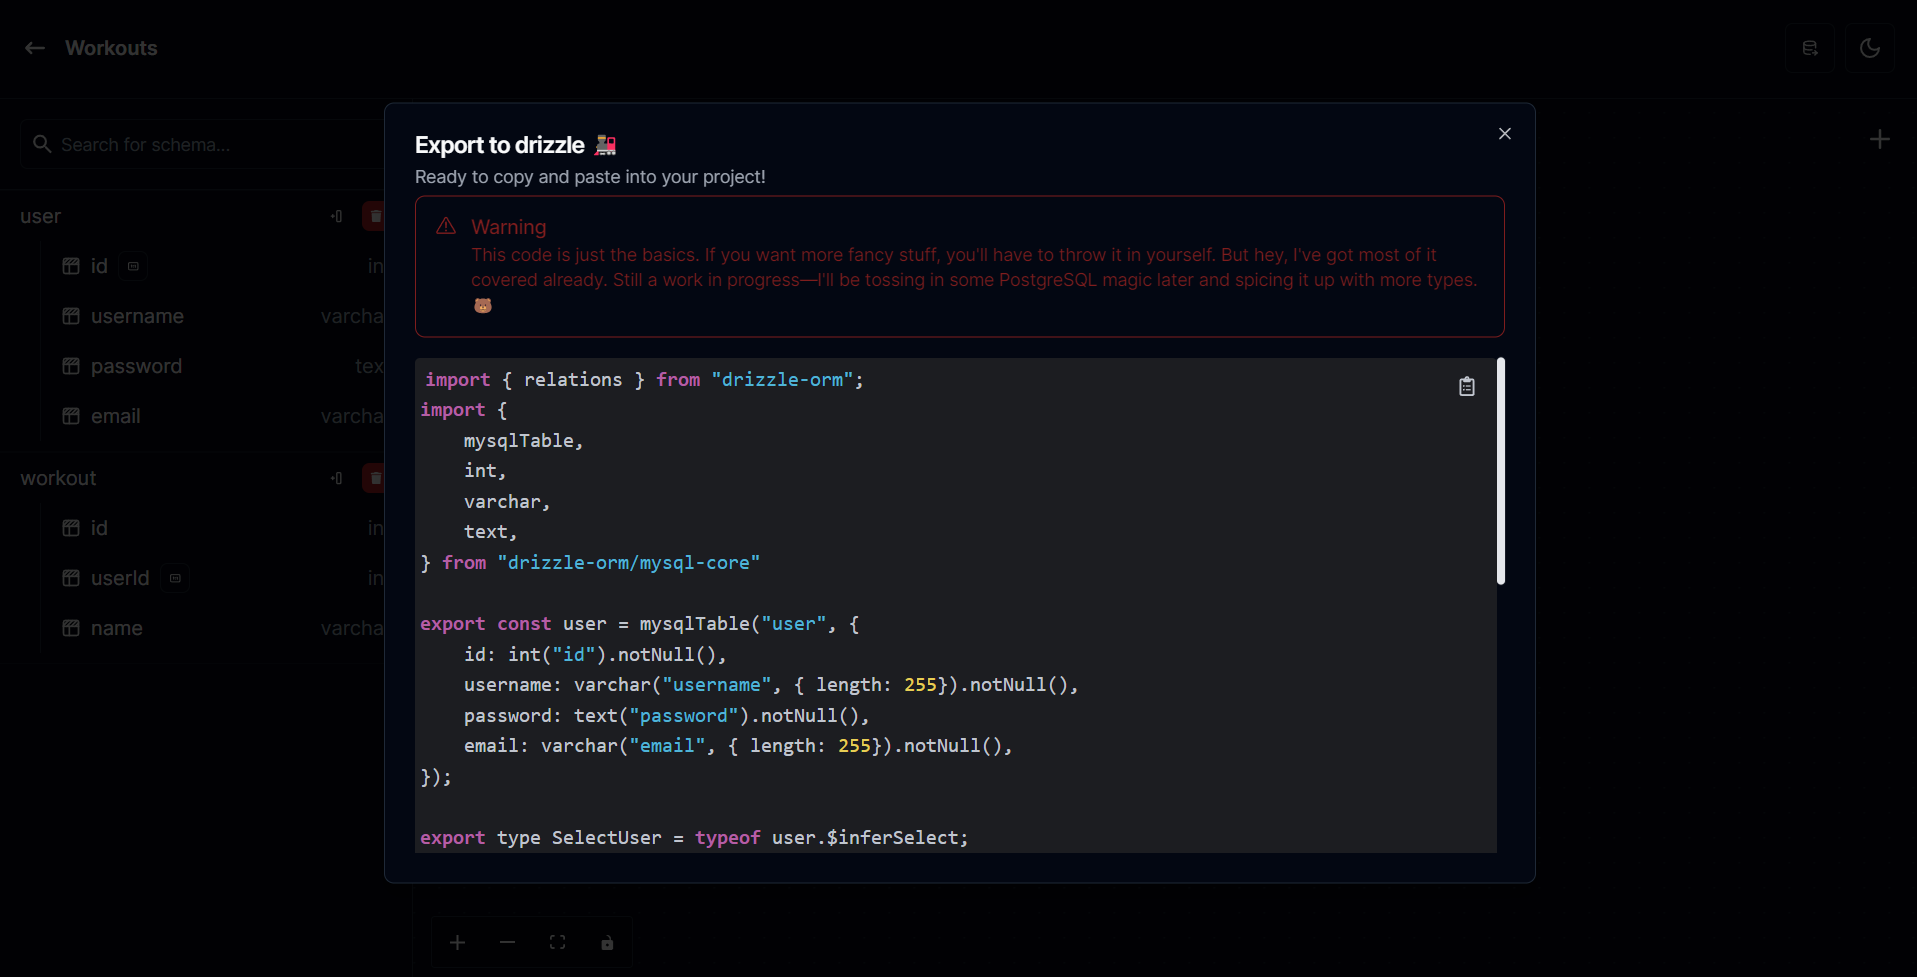 Workouts
Search for schema...
user
id
in
username
varcha
password
tex
email
varcha
workout
id
in
userId
in
name
varcha
Export to drizzle
Ready to copy and paste into your project!
Warning
This code is just the basics. If you want more fancy stuff, you'll have to throw it in yourself. But hey, I've got most of it
covered already. Still a work in progress—I'll be tossing in some PostgreSQL magic later and spicing it up with more types.
import { relations } from "drizzle-orm";
import {
    mysqlTable,
    int,
    varchar,
    text,
} from "drizzle-orm/mysql-core"
export const user = mysqlTable("user", {
    id: int("id").notNull(),
    username: varchar("username", { length: 255}).notNull(),
    password: text("password").notNull(),
    email: varchar("email", { length: 255}).notNull(),
});
export type SelectUser = typeof user.$inferSelect;